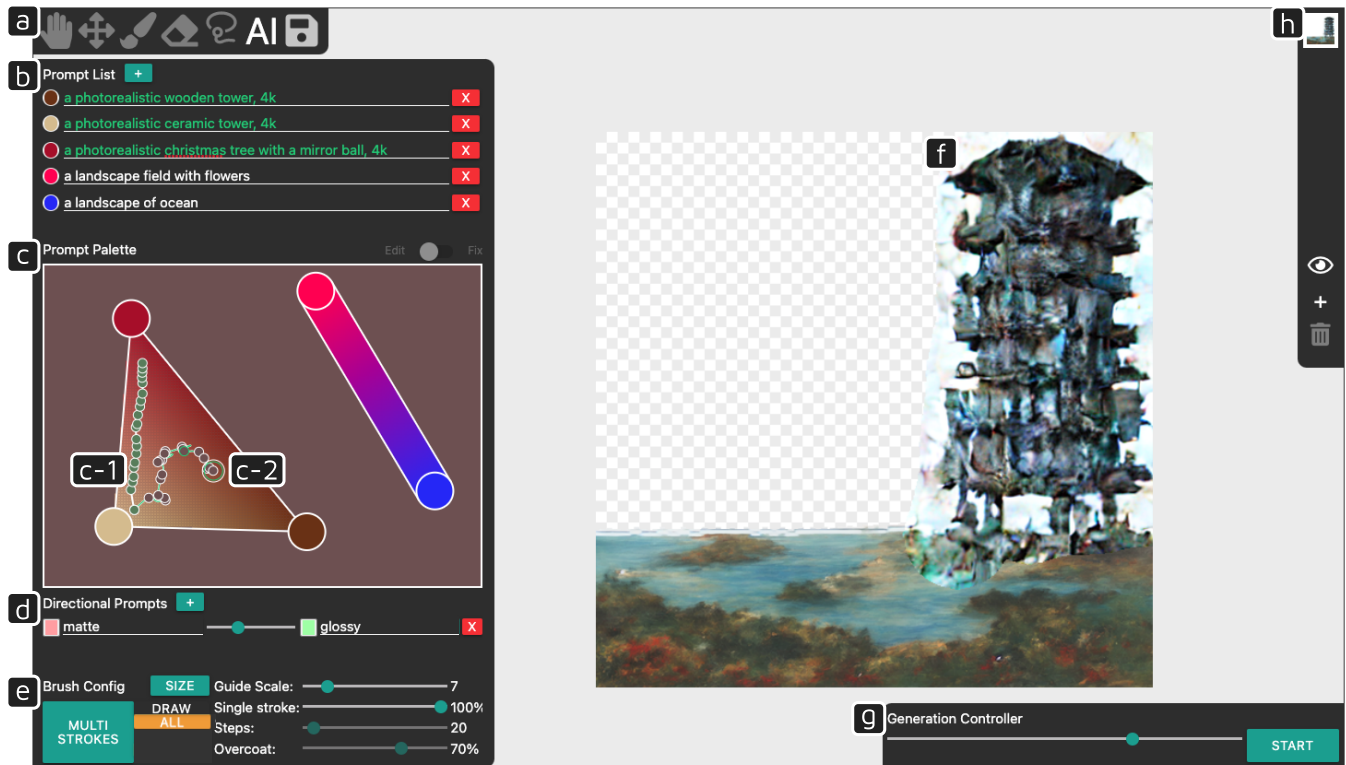 a
AI
h
b
Prompt List +
a photorealistic wooden tower, 4k X
a photorealistic ceramic tower, 4k X
a photorealistic christmas tree with a mirror ball, 4k X
a landscape field with flowers X
a landscape of ocean X
c
Prompt Palette Edit Fix
c-1
c-2
d
Directional Prompts +
matte glossy X
e
Brush Config SIZE
MULTI
STROKES
DRAW
ALL
Guide Scale: 7
Single stroke: 100%
Steps: 20
Overcoat: 70%
f
g
Generation Controller
START